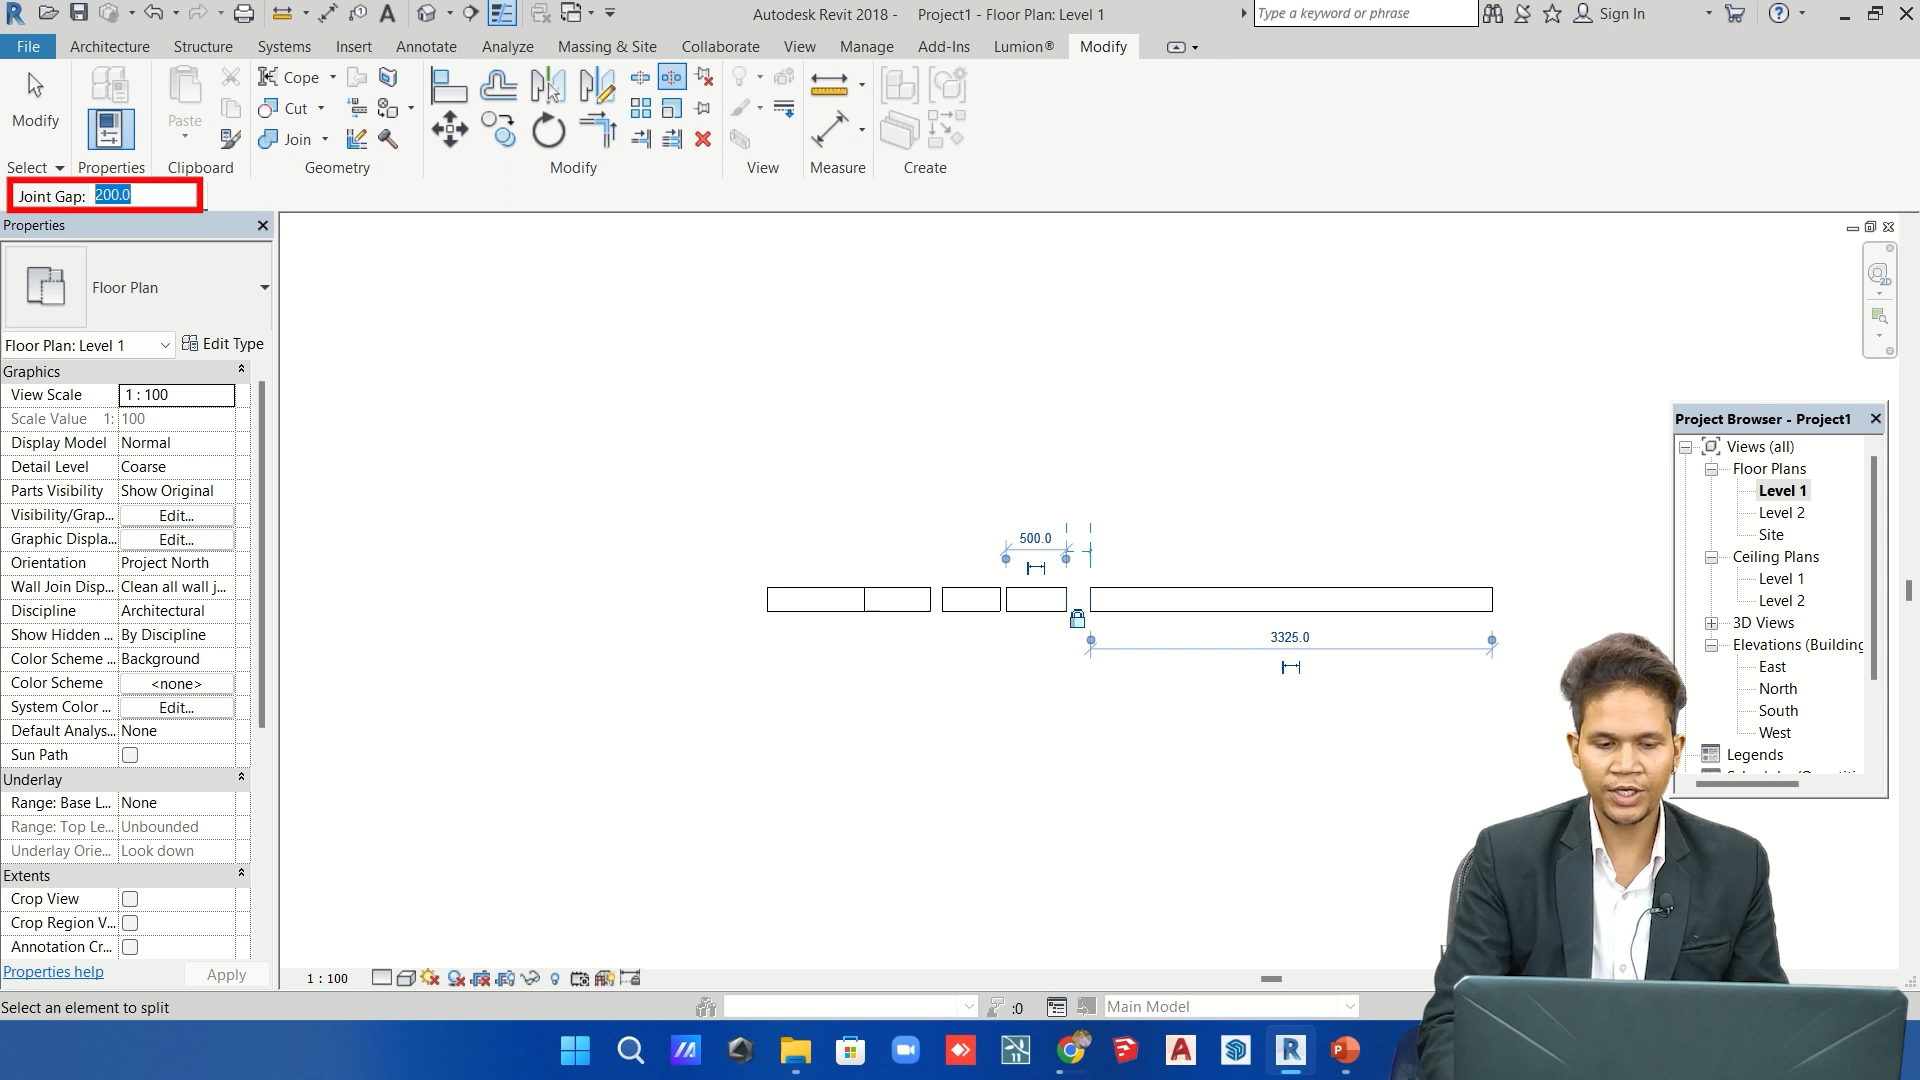 Autodesk Revit 2018 - Project1 - Floor Plan: Level 1
Type a keyword or phrase
Sign In
File Architecture Structure Systems Insert Annotate Analyze Massing & Site Collaborate View Manage Add-Ins Lumion® Modify
Modify
Paste
Cope
Cut
Join
Select Properties Clipboard Geometry Modify View Measure Create
Joint Gap: 200.0
Properties
Floor Plan
Floor Plan: Level 1 Edit Type
Graphics
View Scale 1 : 100
Scale Value 1: 100
Display Model Normal
Detail Level Coarse
Parts Visibility Show Original
Visibility/Grap... Edit...
Graphic Displa... Edit...
Orientation Project North
Wall Join Disp... Clean all wall j...
Discipline Architectural
Show Hidden ... By Discipline
Color Scheme ... Background
Color Scheme <none>
System Color ... Edit...
Default Analys... None
Sun Path
Underlay
Range: Base L... None
Range: Top Le... Unbounded
Underlay Orie... Look down
Extents
Crop View
Crop Region V...
Annotation Cr...
Properties help Apply
500.0
3325.0
Project Browser - Project1
Views (all)
Floor Plans
Level 1
Level 2
Site
Ceiling Plans
Level 1
Level 2
3D Views
Elevations (Building
East
North
South
West
Legends
1 : 100
Select an element to split
:0
Main Model